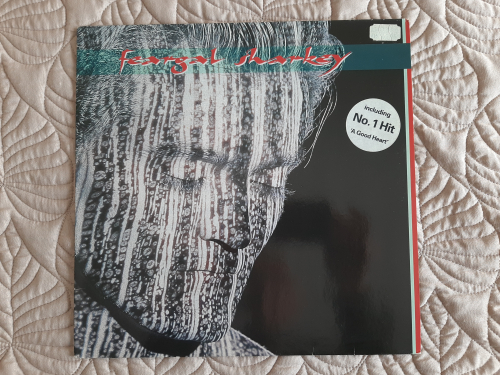 feargal sharkey
including
No. 1 Hit
'A Good Heart'